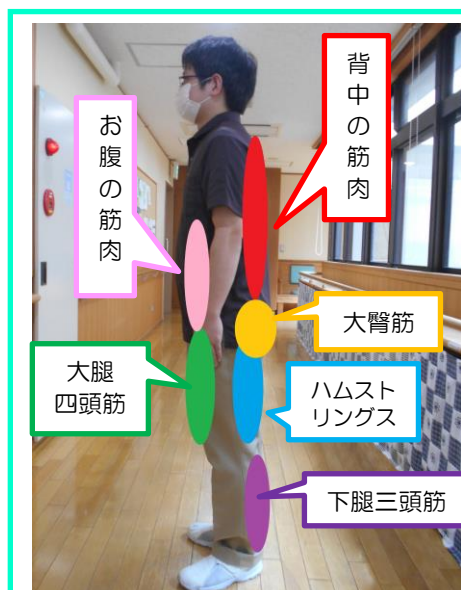 背中の筋肉
お腹の筋肉
大臀筋
大腿
四頭筋
ハムスト
リングス
下腿三頭筋